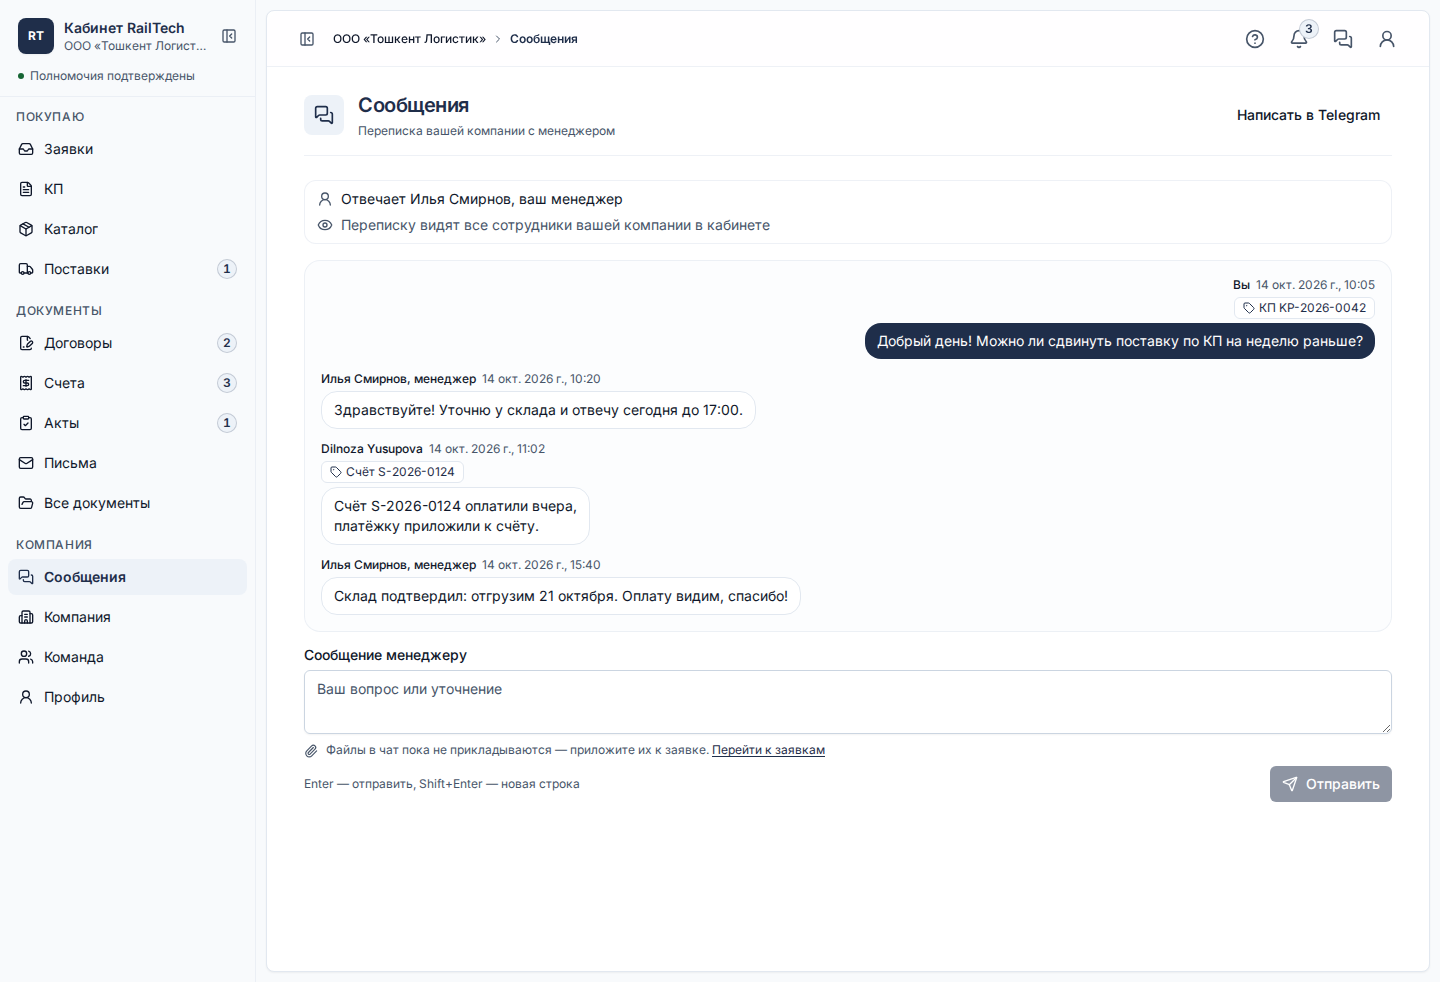 RT
Кабинет RailTech
ООО «Тошкент Логист...
Полномочия подтверждены
ПОКУПАЮ
Заявки
КП
Каталог
Поставки 1
ДОКУМЕНТЫ
Договоры 2
Счета 3
Акты 1
Письма
Все документы
КОМПАНИЯ
Сообщения
Компания
Команда
Профиль
ООО «Тошкент Логистик» > Сообщения
3
Сообщения
Переписка вашей компании с менеджером
Написать в Telegram
Отвечает Илья Смирнов, ваш менеджер
Переписку видят все сотрудники вашей компании в кабинете
Вы 14 окт. 2026 г., 10:05
КП KP-2026-0042
Добрый день! Можно ли сдвинуть поставку по КП на неделю раньше?
Илья Смирнов, менеджер 14 окт. 2026 г., 10:20
Здравствуйте! Уточню у склада и отвечу сегодня до 17:00.
Dilnoza Yusupova 14 окт. 2026 г., 11:02
Счёт S-2026-0124
Счёт S-2026-0124 оплатили вчера,
платёжку приложили к счёту.
Илья Смирнов, менеджер 14 окт. 2026 г., 15:40
Склад подтвердил: отгрузим 21 октября. Оплату видим, спасибо!
Сообщение менеджеру
Ваш вопрос или уточнение
Файлы в чат пока не прикладываются — приложите их к заявке. Перейти к заявкам
Enter — отправить, Shift+Enter — новая строка
Отправить